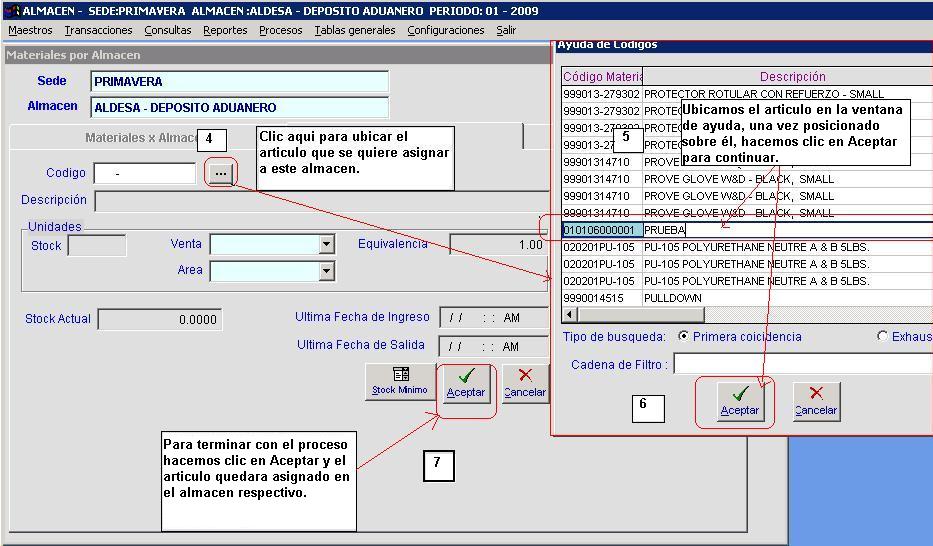 ALMACEN - SEDE:PRIMAVERA ALMACEN :ALDESA - DEPOSITO ADUANERO PERIODO: 01 - 2009
Maestros Transacciones Consultas Reportes Procesos Tablas generales Configuraciones Salir
Materiales por Almacen
Sede PRIMAVERA
Almacen ALDESA - DEPOSITO ADUANERO
Materiales x Almac
4
Clic aqui para ubicar el
articulo que se quiere asignar
a este almacen.
Codigo - ...
Descripción
Unidades
Stock Venta Equivalencia 1.00
Area
Stock Actual 0.0000
Ultima Fecha de Ingreso / / : : AM
Ultima Fecha de Salida / / : : AM
Stock Minimo Aceptar Cancelar
Para terminar con el proceso
hacemos clic en Aceptar y el
articulo quedara asignado en
el almacen respectivo.
7
Ayuda de Codigos
Código Materia Descripción
999013-279302 PROTECTOR ROTULAR CON REFUERZO - SMALL
999013-279302 PROTEC
999013-279302 PROTEC
999013-27 PROTEC
5
Ubicamos el articulo en la ventana
de ayuda, una vez posicionado
sobre él, hacemos clic en Aceptar
para continuar.
99901314710 PROVE GLOVE W&D - BLACK, SMALL
99901314710 PROVE GLOVE W&D - BLACK, SMALL
99901314710 PROVE GLOVE W&D - BLACK, SMALL
010106000001 PRUEBA
020201PU-105 PU-105 POLYURETHANE NEUTRE A & B 5LBS.
020201PU-105 PU-105 POLYURETHANE NEUTRE A & B 5LBS.
020201PU-105 PU-105 POLYURETHANE NEUTRE A & B 5LBS.
9990014515 PULLDOWN
Tipo de busqueda: Primera coicidencia Exhaus
Cadena de Filtro :
6
Aceptar Cancelar